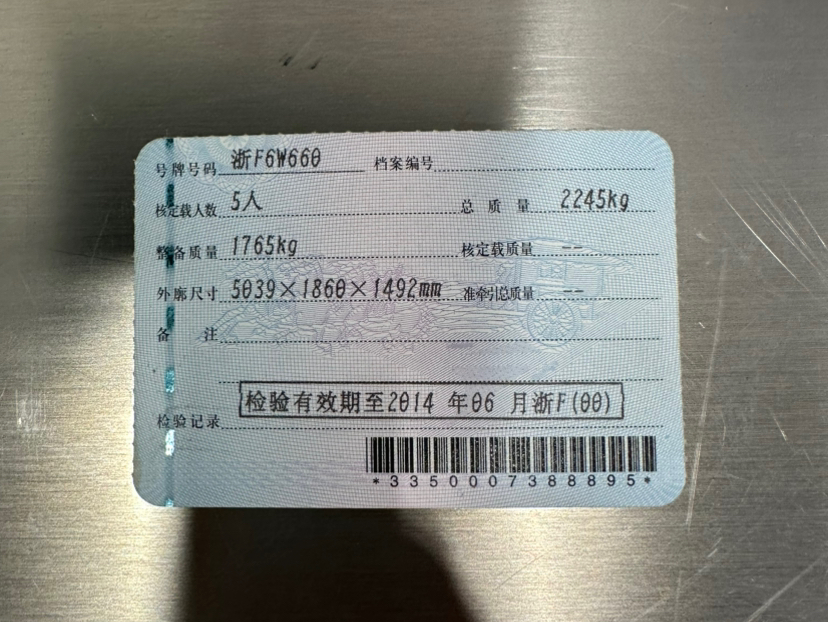 号牌号码 浙F6W660 档案编号
核定载人数 5人 总质量 2245kg
整备质量 1765kg 核定载质量 --
外廓尺寸 5039×1860×1492mm 准牵引总质量 --
备注
检验有效期至2014 年06 月浙F(00)
检验记录
*3350007388895*